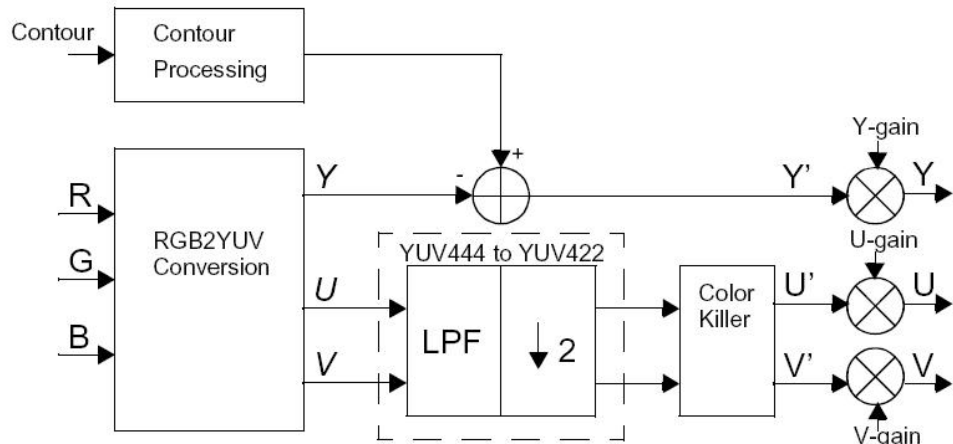 Contour
Contour
Processing
Y-gain
+
-
Y
Y’
Y
R
G
B
RGB2YUV
Conversion
YUV444 to YUV422
U-gain
U
V
LPF
2
Color
Killer
U’
U
V’
V
V-gain